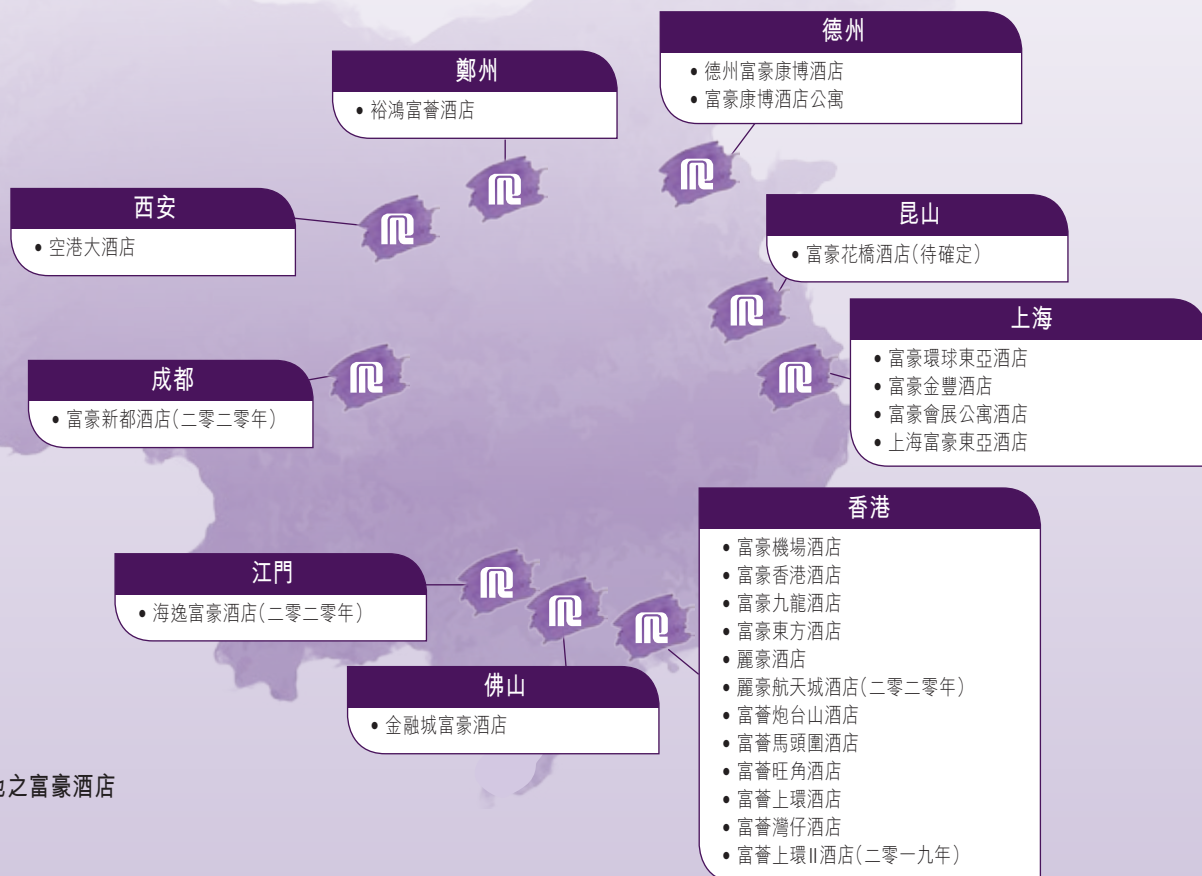 德州
• 德州富豪康博酒店
• 富豪康博酒店公寓
鄭州
• 裕鴻富薈酒店
西安
• 空港大酒店
昆山
• 富豪花橋酒店(待確定)
上海
• 富豪環球東亞酒店
• 富豪金豐酒店
• 富豪會展公寓酒店
• 上海富豪東亞酒店
成都
• 富豪新都酒店(二零二零年)
香港
• 富豪機場酒店
• 富豪香港酒店
• 富豪九龍酒店
• 富豪東方酒店
• 麗豪酒店
• 麗豪航天城酒店(二零二零年)
• 富薈炮台山酒店
• 富薈馬頭圍酒店
• 富薈旺角酒店
• 富薈上環酒店
• 富薈灣仔酒店
• 富薈上環II酒店(二零一九年)
江門
• 海逸富豪酒店(二零二零年)
佛山
• 金融城富豪酒店
之富豪酒店